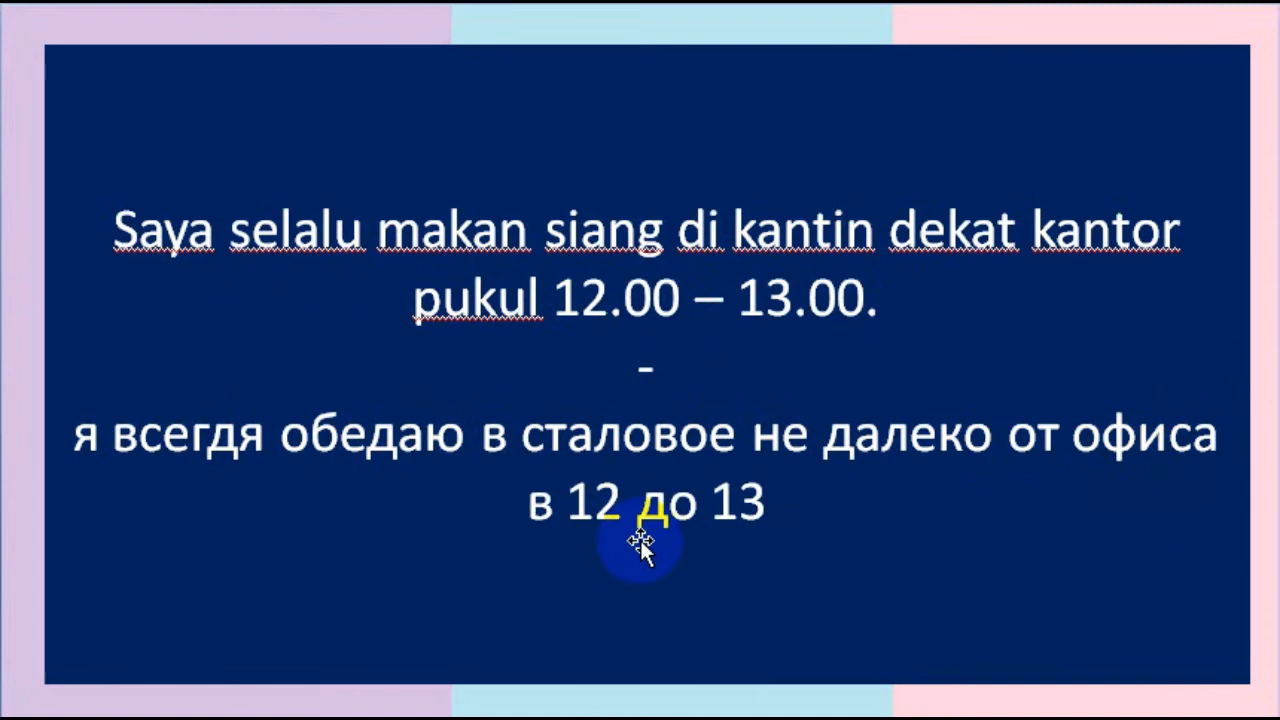 Saya selalu makan siang di kantin dekat kantor
pukul 12.00 – 13.00.
-
я всегдя обедаю в сталовое не далеко от офиса
в 12 до 13